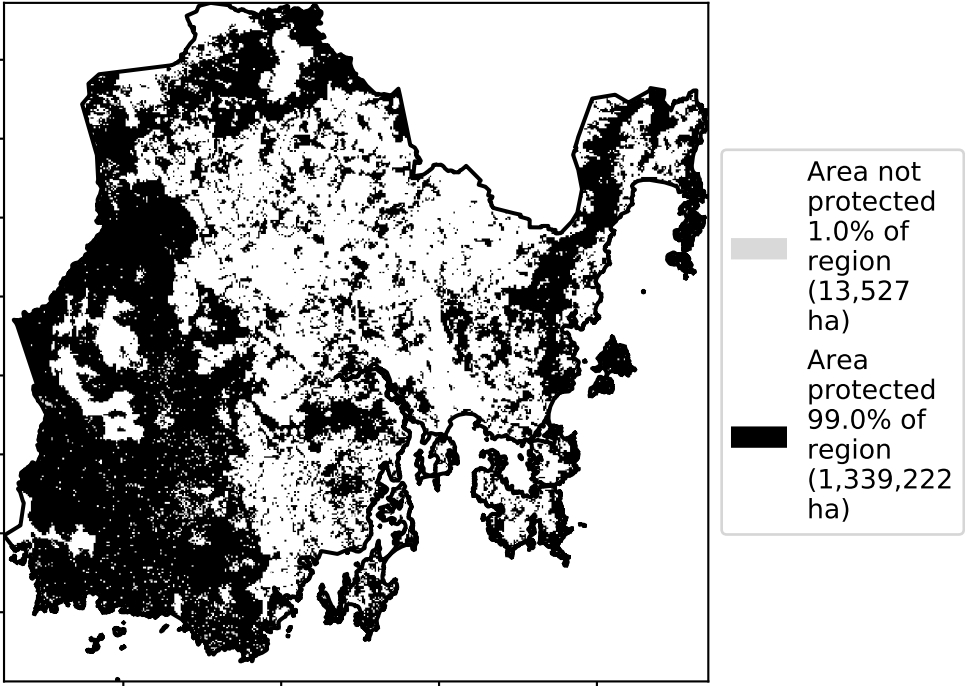 Area not
protected
1.0% of
region
(13,527
ha)
Area
protected
99.0% of
region
(1,339,222
ha)